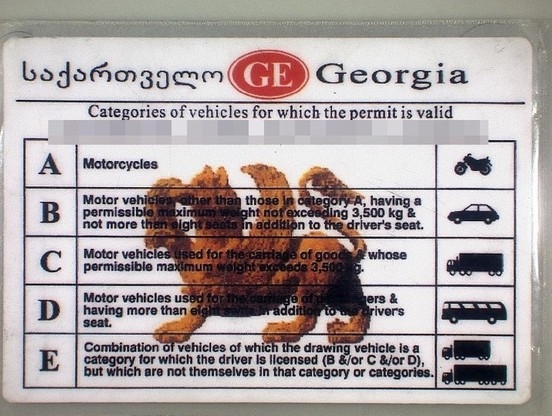 საქართველო GE Georgia
Categories of vehicles for which the permit is valid
A Motorcycles
B Motor vehicles, other than those in category A, having a
permissible maximum weight not exceeding 3,500 kg &
not more than eight seats in addition to the driver's seat.
C Motor vehicles used for the carriage of goods & whose
permissible maximum weight exceeds 3,500 kg.
D Motor vehicles used for the carriage of passengers &
having more than eight seats in addition to the driver's
seat.
E Combination of vehicles of which the drawing vehicle is a
category for which the driver is licensed (B &/or C &/or D),
but which are not themselves in that category or categories.